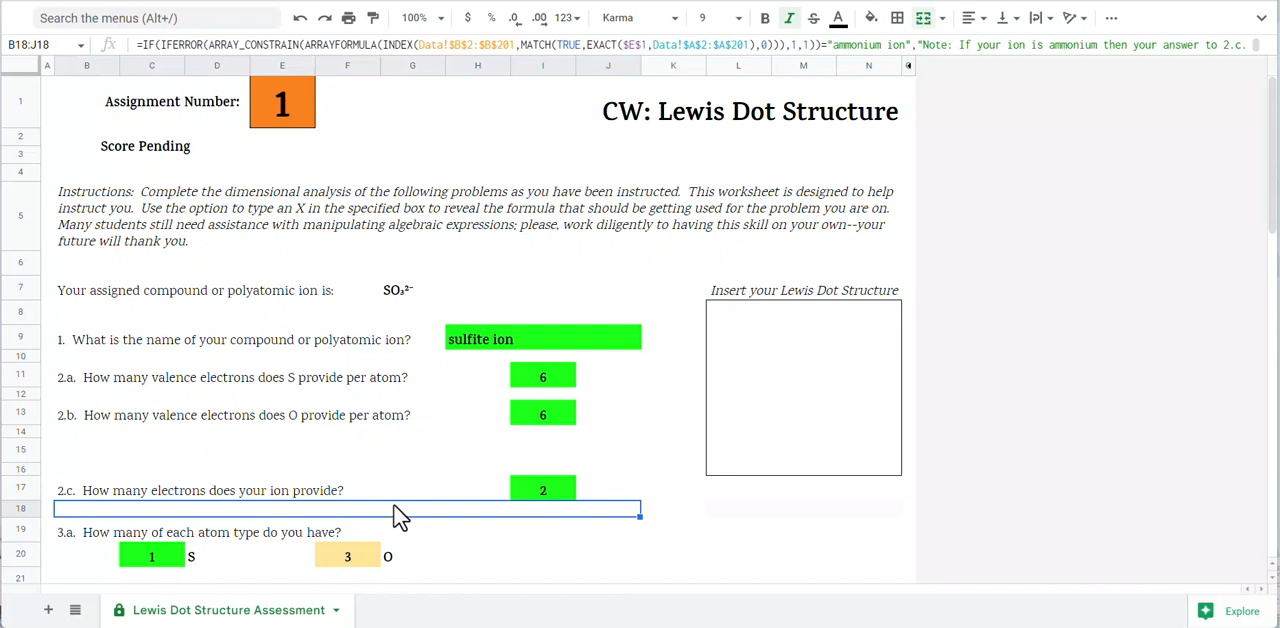 Search the menus (Alt+/)
100%
$ % .0 .00 123
Karma
9
B I S A
B18:J18
fx
=IF(IFERROR(ARRAY_CONSTRAIN(ARRAYFORMULA(INDEX(Data!$B$2:$B$201,MATCH(TRUE,EXACT($E$1,Data!$A$2:$A$201),0))),1,1))="ammonium ion","Note: If your ion is ammonium then your answer to 2.c.
A B C D E F G H I J K L M N
1
Assignment Number:
1
CW: Lewis Dot Structure
2
3
Score Pending
4
5
Instructions: Complete the dimensional analysis of the following problems as you have been instructed. This worksheet is designed to help
instruct you. Use the option to type an X in the specified box to reveal the formula that should be getting used for the problem you are on.
Many students still need assistance with manipulating algebraic expressions; please, work diligently to having this skill on your own--your
future will thank you.
6
7
Your assigned compound or polyatomic ion is:
SO₃²⁻
Insert your Lewis Dot Structure
8
9
1. What is the name of your compound or polyatomic ion?
sulfite ion
10
11
2.a. How many valence electrons does S provide per atom?
6
12
13
2.b. How many valence electrons does O provide per atom?
6
14
15
16
17
2.c. How many electrons does your ion provide?
2
18
19
3.a. How many of each atom type do you have?
20
1 S
3 O
21
Lewis Dot Structure Assessment
Explore